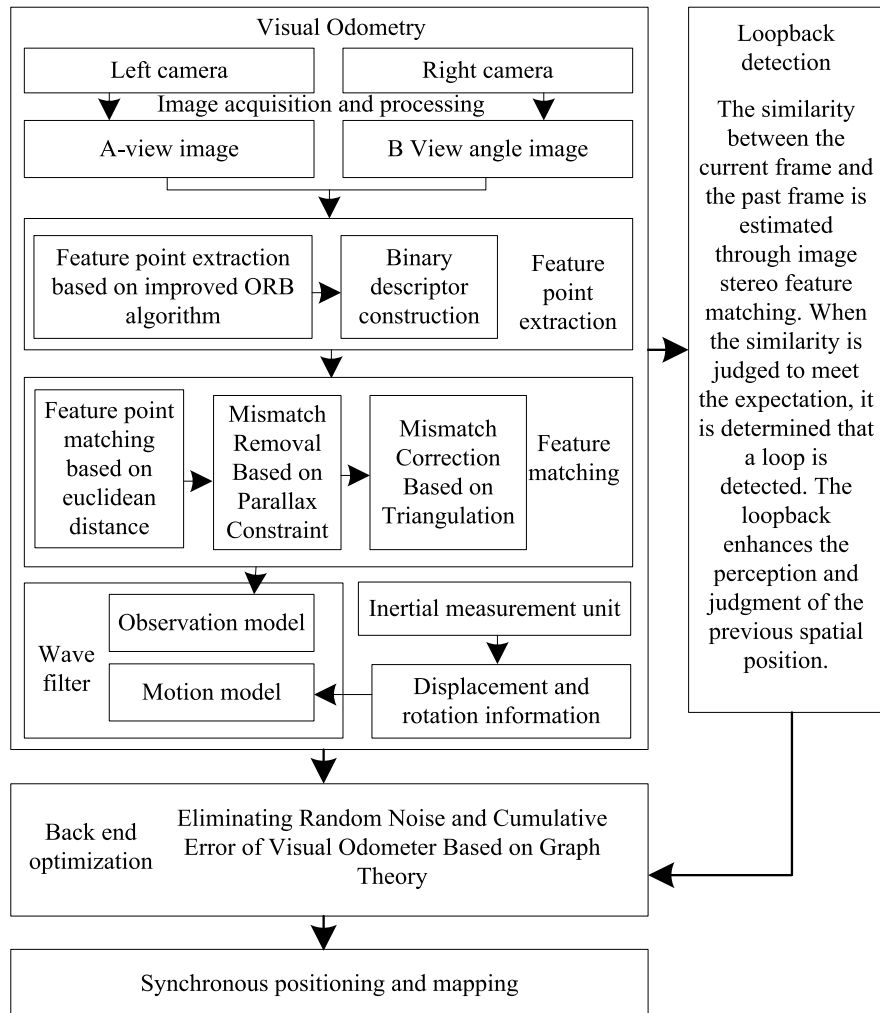 Visual Odometry
Left camera
Right camera
Image acquisition and processing
A-view image
B View angle image
Feature point extraction
based on improved ORB
algorithm
Binary
descriptor
construction
Feature
point
extraction
Feature point
matching
based on
euclidean
distance
Mismatch
Removal
Based on
Parallax
Constraint
Mismatch
Correction
Based on
Triangulation
Feature
matching
Wave
filter
Observation model
Motion model
Inertial measurement unit
Displacement and
rotation information
Loopback
detection
The similarity
between the
current frame and
the past frame is
estimated
through image
stereo feature
matching. When
the similarity is
judged to meet
the expectation, it
is determined that
a loop is
detected. The
loopback
enhances the
perception and
judgment of the
previous spatial
position.
Back end
optimization
Eliminating Random Noise and Cumulative
Error of Visual Odometer Based on Graph
Theory
Synchronous positioning and mapping